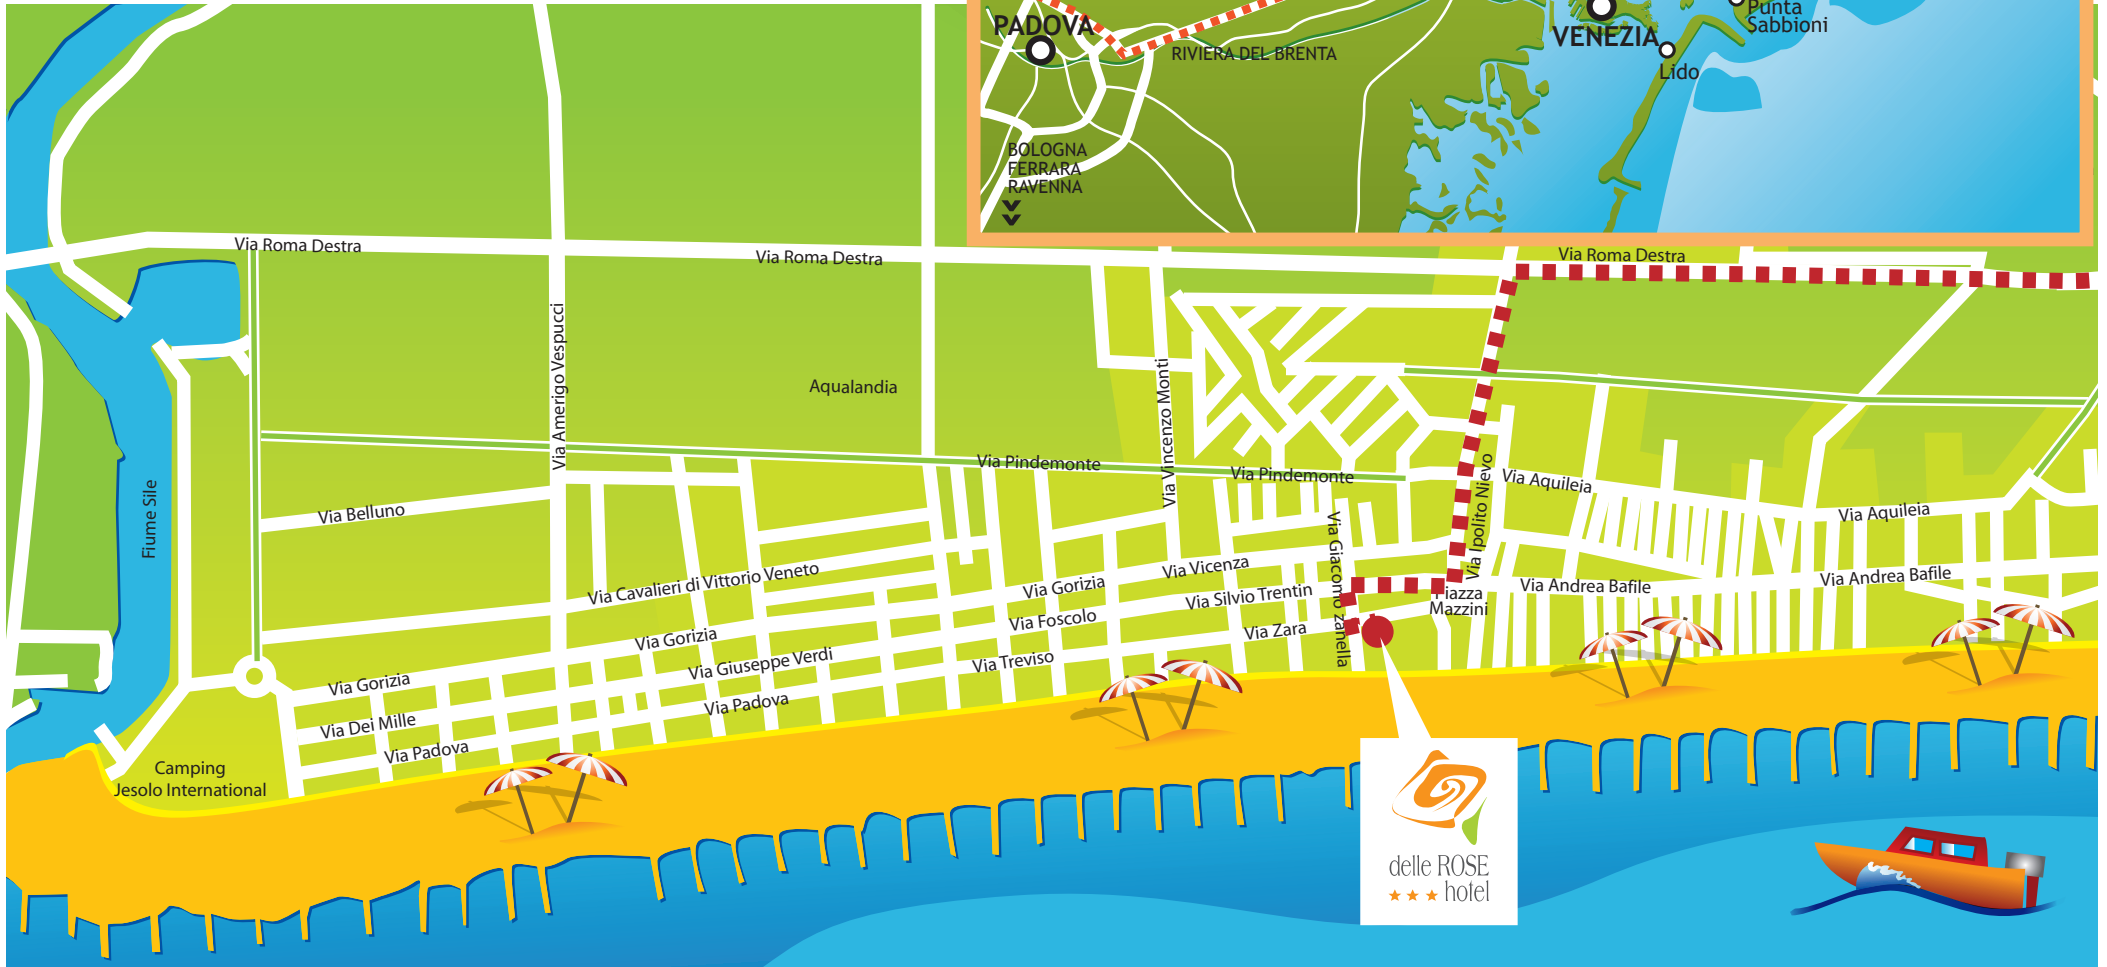 PADOVA
RIVIERA DEL BRENTA
VENEZIA
Punta
Sabbioni
Lido
BOLOGNA
FERRARA
RAVENNA
Via Roma Destra
Via Roma Destra
Via Roma Destra
Via Amerigo Vespucci
Aqualandia
Via Vincenzo Monti
Via Pindemonte
Via Pindemonte
Via Ipolito Nievo
Via Aquileia
Via Aquileia
Fiume Sile
Via Belluno
Via Giacomo zanella
Via Cavalieri di Vittorio Veneto
Via Gorizia
Via Vicenza
Via Silvio Trentin
Via Andrea Bafile
Via Andrea Bafile
Piazza
Mazzini
Via Foscolo
Via Zara
Via Gorizia
Via Giuseppe Verdi
Via Treviso
Via Gorizia
Via Padova
Via Dei Mille
Via Padova
Camping
Jesolo International
delle ROSE
hotel